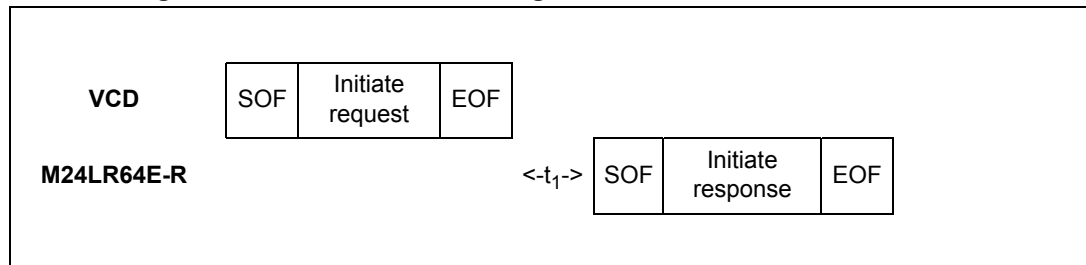 VCD SOF Initiate request EOF
M24LR64E-R <-t₁-> SOF Initiate response EOF